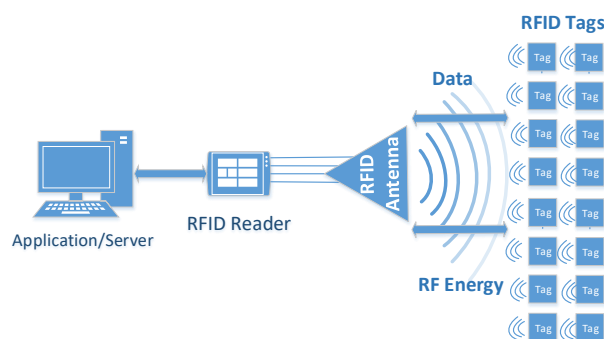 RFID Tags
Tag Tag
Data
Tag Tag
Tag Tag
RFID
Antenna
Tag Tag
Application/Server
RFID Reader
Tag Tag
Tag Tag
RF Energy
Tag Tag
Tag Tag